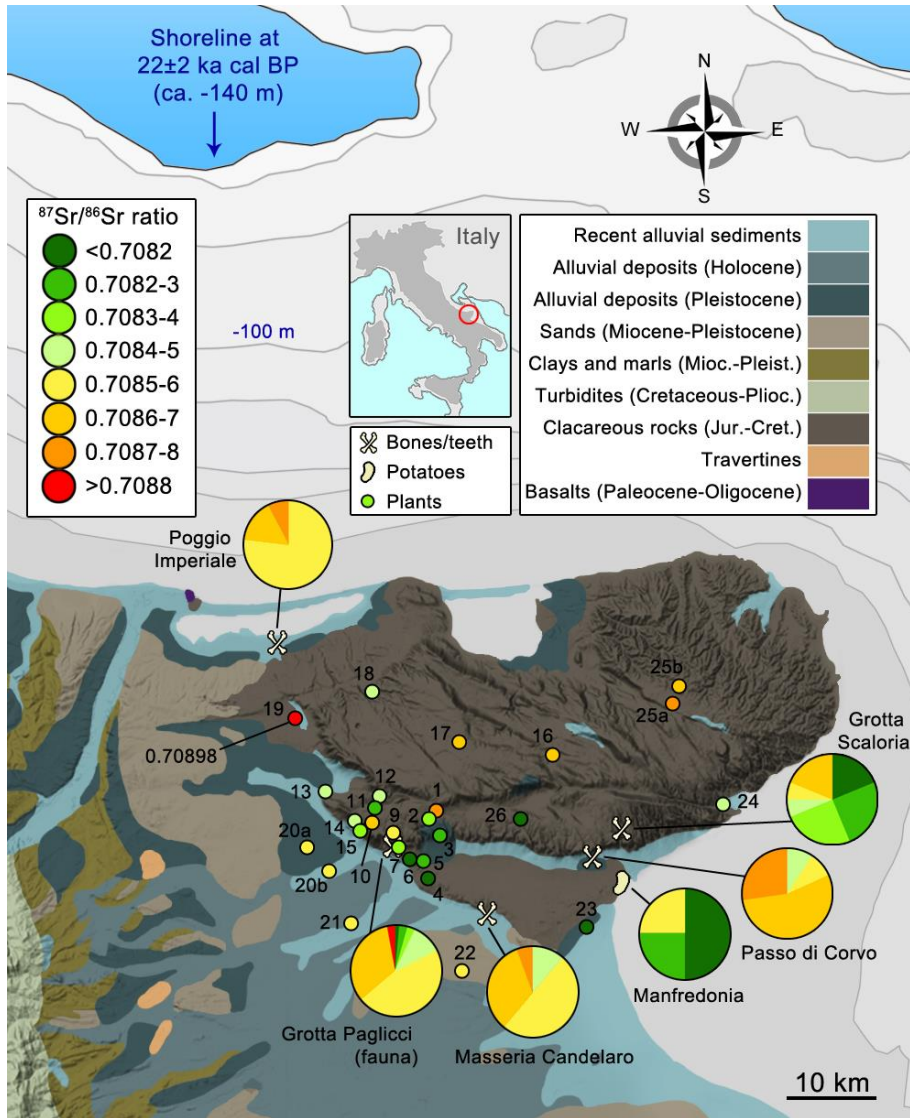 Shoreline at
22±2 ka cal BP
(ca. -140 m)
N
W
E
S
⁸⁷Sr/⁸⁶Sr ratio
<0.7082
0.7082-3
0.7083-4
0.7084-5
0.7085-6
0.7086-7
0.7087-8
>0.7088
-100 m
Italy
Bones/teeth
Potatoes
Plants
Recent alluvial sediments
Alluvial deposits (Holocene)
Alluvial deposits (Pleistocene)
Sands (Miocene-Pleistocene)
Clays and marls (Mioc.-Pleist.)
Turbidites (Cretaceous-Plioc.)
Clacareous rocks (Jur.-Cret.)
Travertines
Basalts (Paleocene-Oligocene)
Poggio
Imperiale
18
19
0.70898
17
16
25b
25a
Grotta
Scaloria
13
12
11
1
2
9
14
15
10
3
26
24
20a
20b
7
6
5
4
21
22
23
Passo di Corvo
Manfredonia
Grotta Paglicci
(fauna)
Masseria Candelaro
10 km